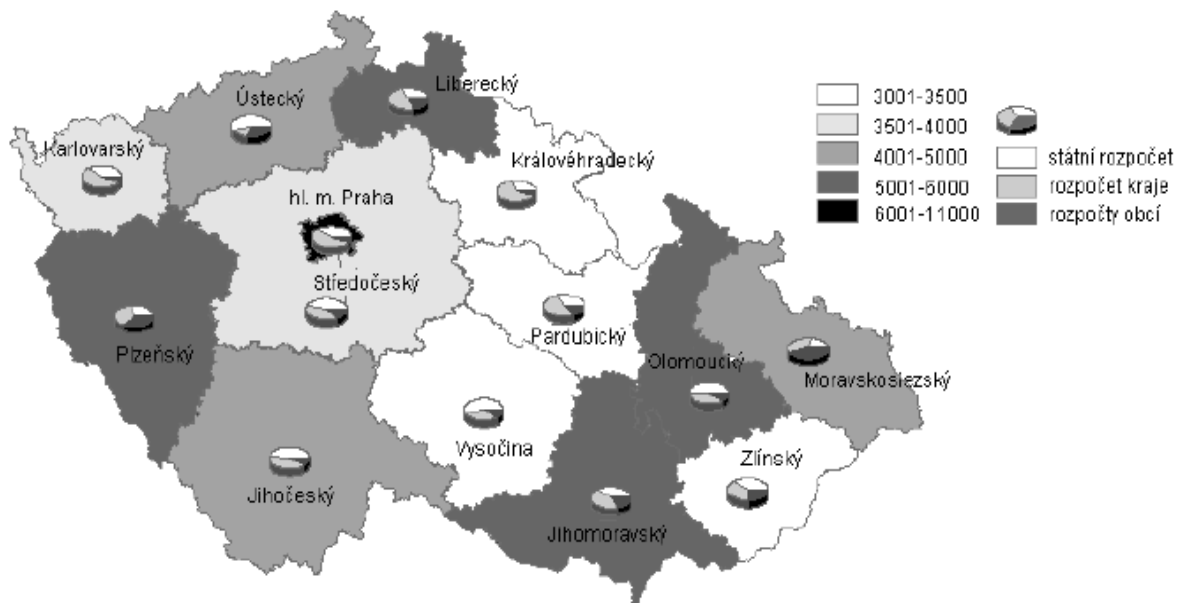 Liberecký
Ústecký
Karlovarský
Královéhradecký
hl. m. Praha
Středočeský
Pardubický
Plzeňský
Olomoucký
Moravskoslezský
Vysočina
Zlínský
Jihočeský
Jihomoravský
3001-3500
3501-4000
4001-5000
5001-6000
6001-11000
státní rozpočet
rozpočet kraje
rozpočty obcí